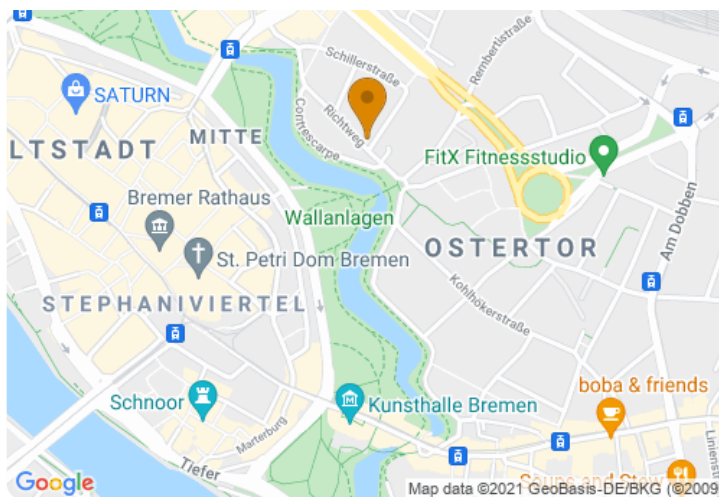 Schillerstraße
Rembertistraße
SATURN
Contrescarpe
Richtweg
MITTE
LTSTADT
FitX Fitnessstudio
Bremer Rathaus
Wallanlagen
Am Dobben
St. Petri Dom Bremen
OSTERTOR
STEPHANIVIERTEL
Kohlhökerstraße
boba & friends
Schnoor
Kunsthalle Bremen
Marterburg
Tiefer
Linienst
Google
Map data ©2021 GeoBasis-DE/BKG (©2009